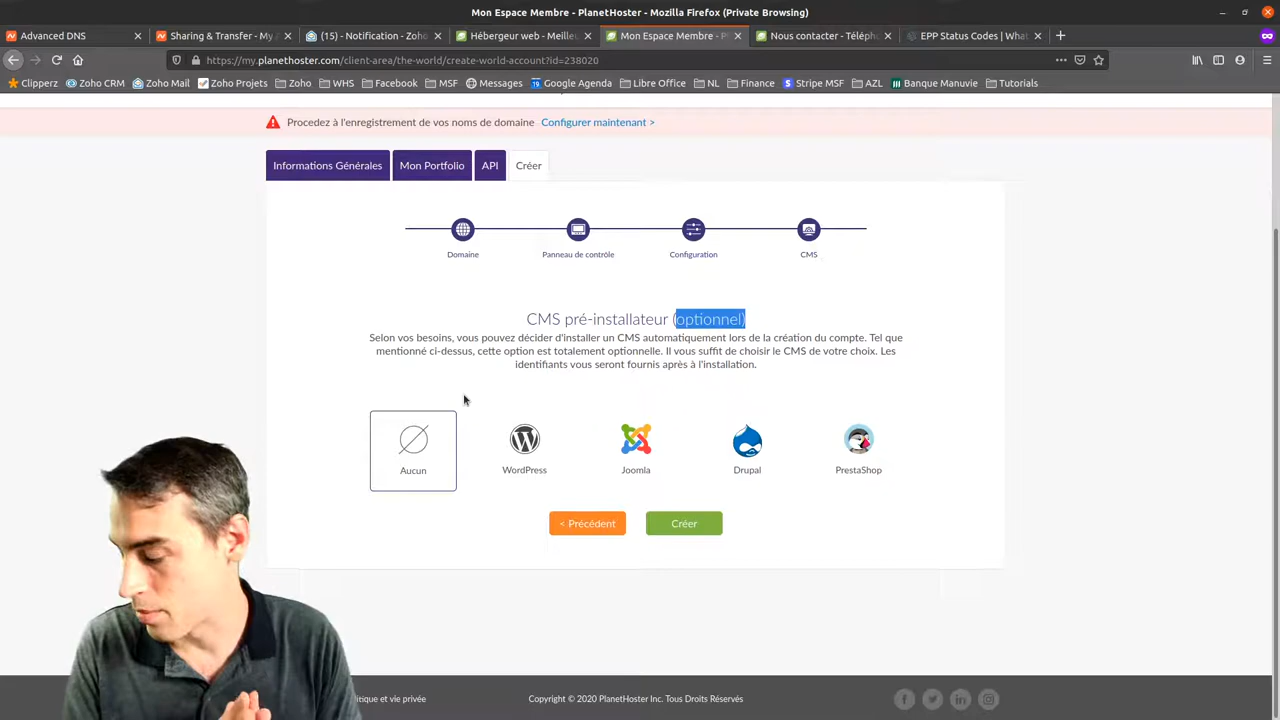 Mon Espace Membre - PlanetHoster - Mozilla Firefox (Private Browsing)
Advanced DNS
Sharing & Transfer - My A
(15) - Notification - Zoho
Hébergeur web - Meilleu
Mon Espace Membre - Pl
Nous contacter - Téléph
EPP Status Codes | What
https://my.planethoster.com/client-area/the-world/create-world-account?id=238020
Clipperz Zoho CRM Zoho Mail Zoho Projets Zoho WHS Facebook MSF Messages Google Agenda Libre Office NL Finance Stripe MSF AZL Banque Manuvie Tutorials
Procedez à l'enregistrement de vos noms de domaine Configurer maintenant >
Informations Générales Mon Portfolio API Créer
Domaine Panneau de contrôle Configuration CMS
CMS pré-installateur (optionnel)
Selon vos besoins, vous pouvez décider d'installer un CMS automatiquement lors de la création du compte. Tel que
mentionné ci-dessus, cette option est totalement optionnelle. Il vous suffit de choisir le CMS de votre choix. Les
identifiants vous seront fournis après à l'installation.
Aucun WordPress Joomla Drupal PrestaShop
< Précédent Créer
itique et vie privée Copyright © 2020 PlanetHoster Inc. Tous Droits Réservés